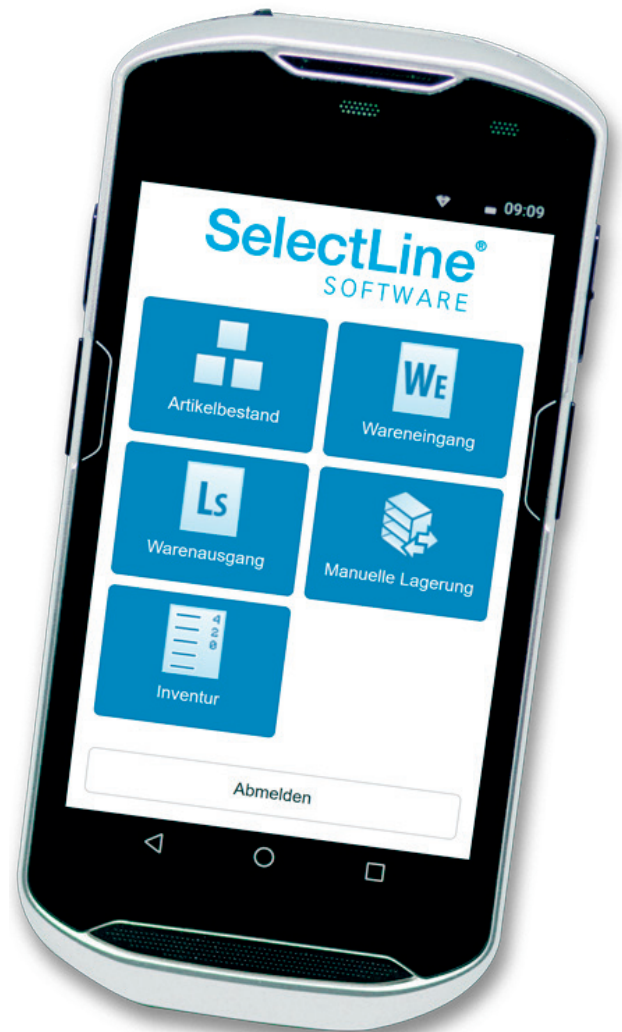 09:09
SelectLine®
SOFTWARE
Artikelbestand
WE
Wareneingang
Ls
Warenausgang
Manuelle Lagerung
4
2
0
Inventur
Abmelden